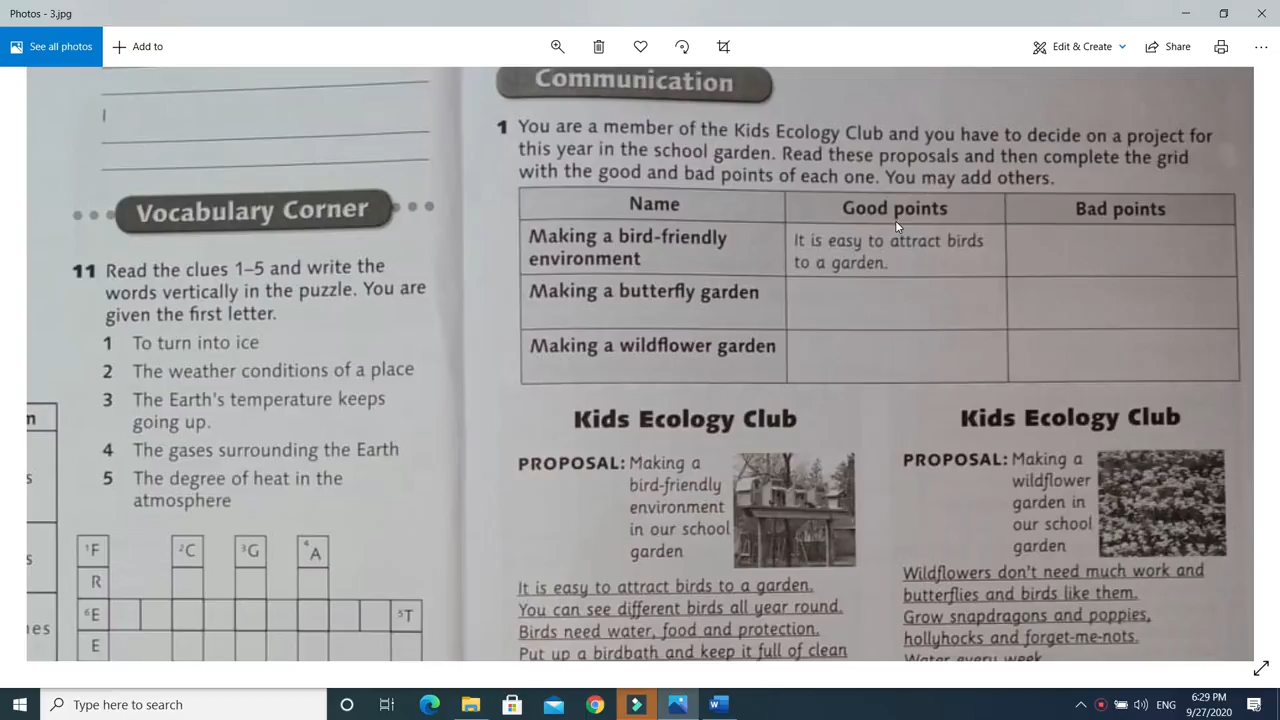 Photos - 3.jpg
See all photos
Add to
Edit & Create
Share
Vocabulary Corner
11 Read the clues 1–5 and write the
words vertically in the puzzle. You are
given the first letter.
1 To turn into ice
2 The weather conditions of a place
3 The Earth's temperature keeps
going up.
4 The gases surrounding the Earth
5 The degree of heat in the
atmosphere
1F 2C 3G 4A
R
6E 5T
E
Communication
1 You are a member of the Kids Ecology Club and you have to decide on a project for
this year in the school garden. Read these proposals and then complete the grid
with the good and bad points of each one. You may add others.
Name Good points Bad points
Making a bird-friendly
environment
It is easy to attract birds
to a garden.
Making a butterfly garden
Making a wildflower garden
Kids Ecology Club
PROPOSAL: Making a
bird-friendly
environment
in our school
garden
It is easy to attract birds to a garden.
You can see different birds all year round.
Birds need water, food and protection.
Put up a birdbath and keep it full of clean
Kids Ecology Club
PROPOSAL: Making a
wildflower
garden in
our school
garden
Wildflowers don't need much work and
butterflies and birds like them.
Grow snapdragons and poppies,
hollyhocks and forget-me-nots.
Water every week
Type here to search
ENG
6:29 PM
9/27/2020